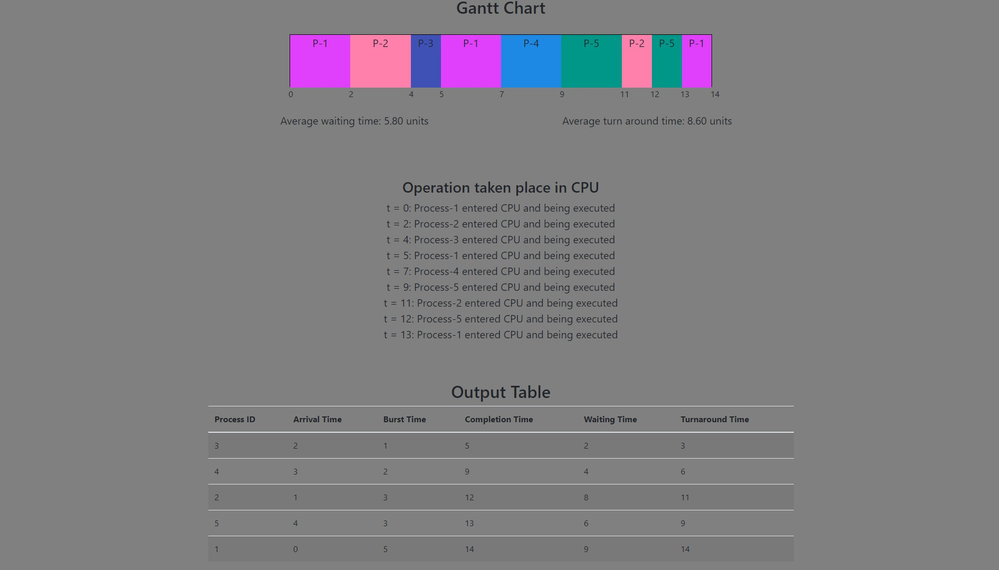 Gantt Chart
P-1 P-2 P-3 P-1 P-4 P-5 P-2 P-5 P-1
0 2 4 5 7 9 11 12 13 14
Average waiting time: 5.80 units Average turn around time: 8.60 units
Operation taken place in CPU
t = 0: Process-1 entered CPU and being executed
t = 2: Process-2 entered CPU and being executed
t = 4: Process-3 entered CPU and being executed
t = 5: Process-1 entered CPU and being executed
t = 7: Process-4 entered CPU and being executed
t = 9: Process-5 entered CPU and being executed
t = 11: Process-2 entered CPU and being executed
t = 12: Process-5 entered CPU and being executed
t = 13: Process-1 entered CPU and being executed
Output Table
Process ID Arrival Time Burst Time Completion Time Waiting Time Turnaround Time
3 2 1 5 2 3
4 3 2 9 4 6
2 1 3 12 8 11
5 4 3 13 6 9
1 0 5 14 9 14